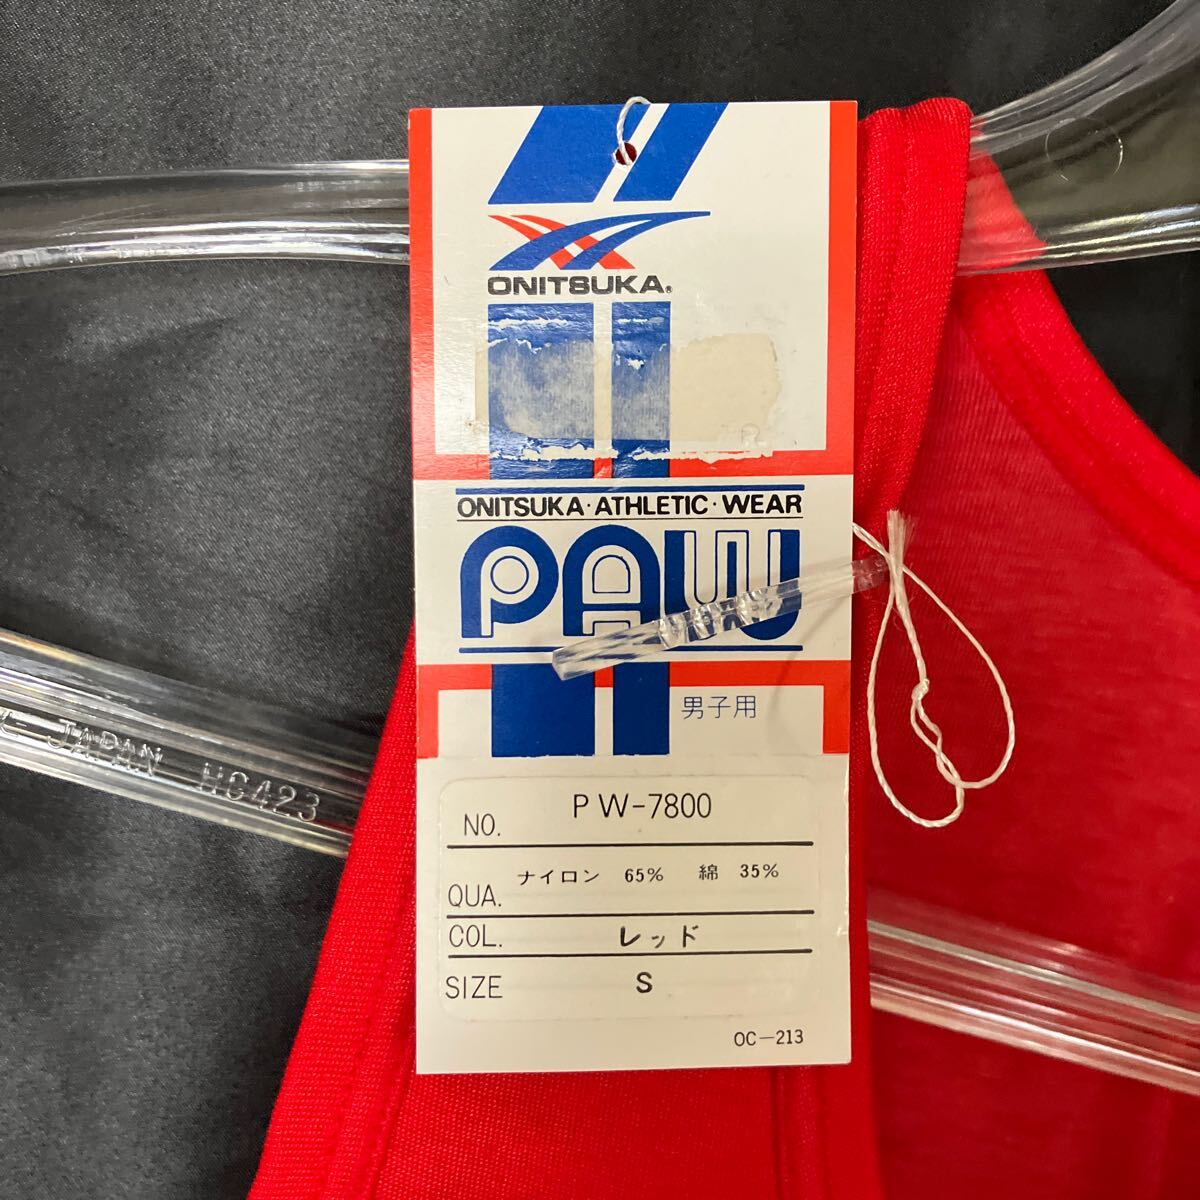 ONITSUKA®
ONITSUKA·ATHLETIC·WEAR
PAW
男子用
NO. PW-7800
QUA. ナイロン 65% 綿 35%
COL. レッド
SIZE S
OC-213
JAPAN HC423